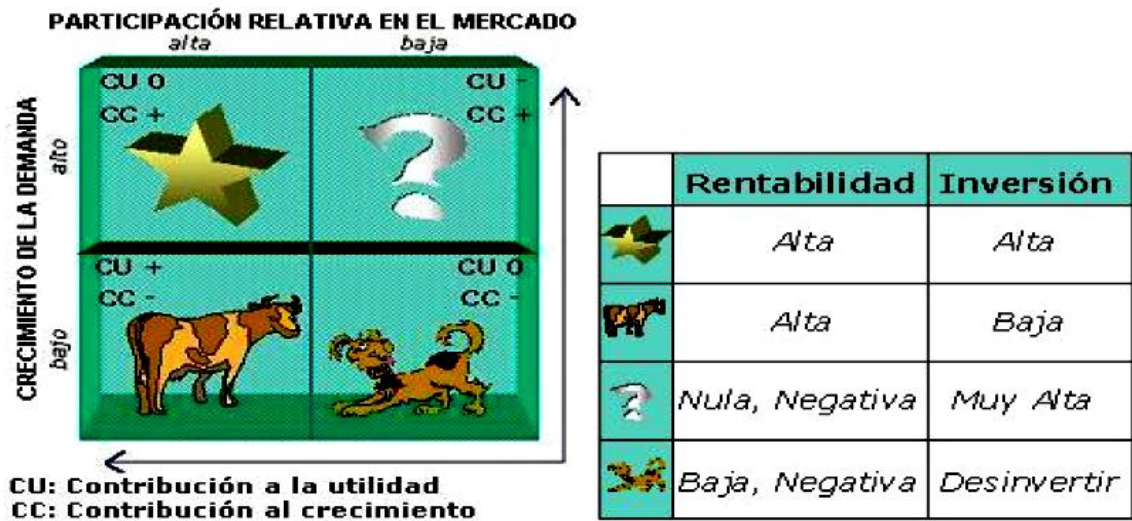 PARTICIPACIÓN RELATIVA EN EL MERCADO
alta baja
CRECIMIENTO DE LA DEMANDA
alto
bajo
CU 0
CC +
CU -
CC +
CU +
CC -
CU 0
CC -
CU: Contribución a la utilidad
CC: Contribución al crecimiento
Rentabilidad Inversión
Alta Alta
Alta Baja
Nula, Negativa Muy Alta
Baja, Negativa Desinvertir